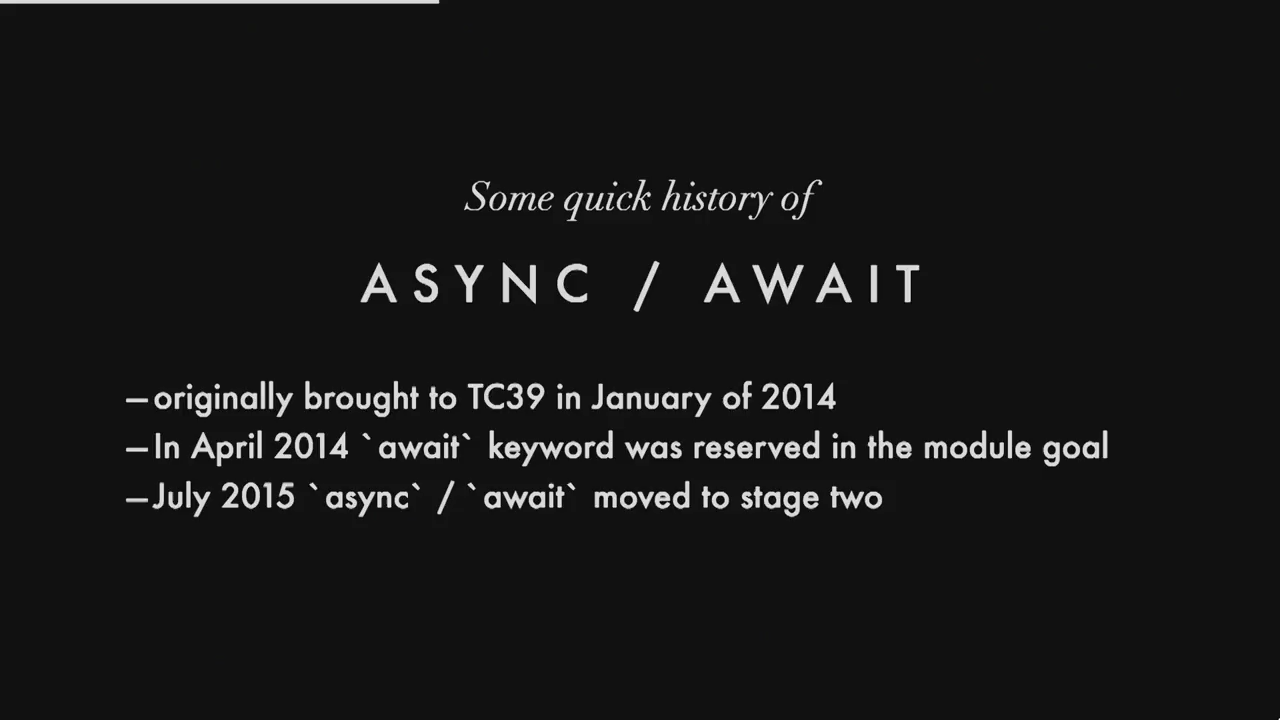 Some quick history of
ASYNC / AWAIT
—originally brought to TC39 in January of 2014
—In April 2014 `await` keyword was reserved in the module goal
—July 2015 `async` / `await` moved to stage two